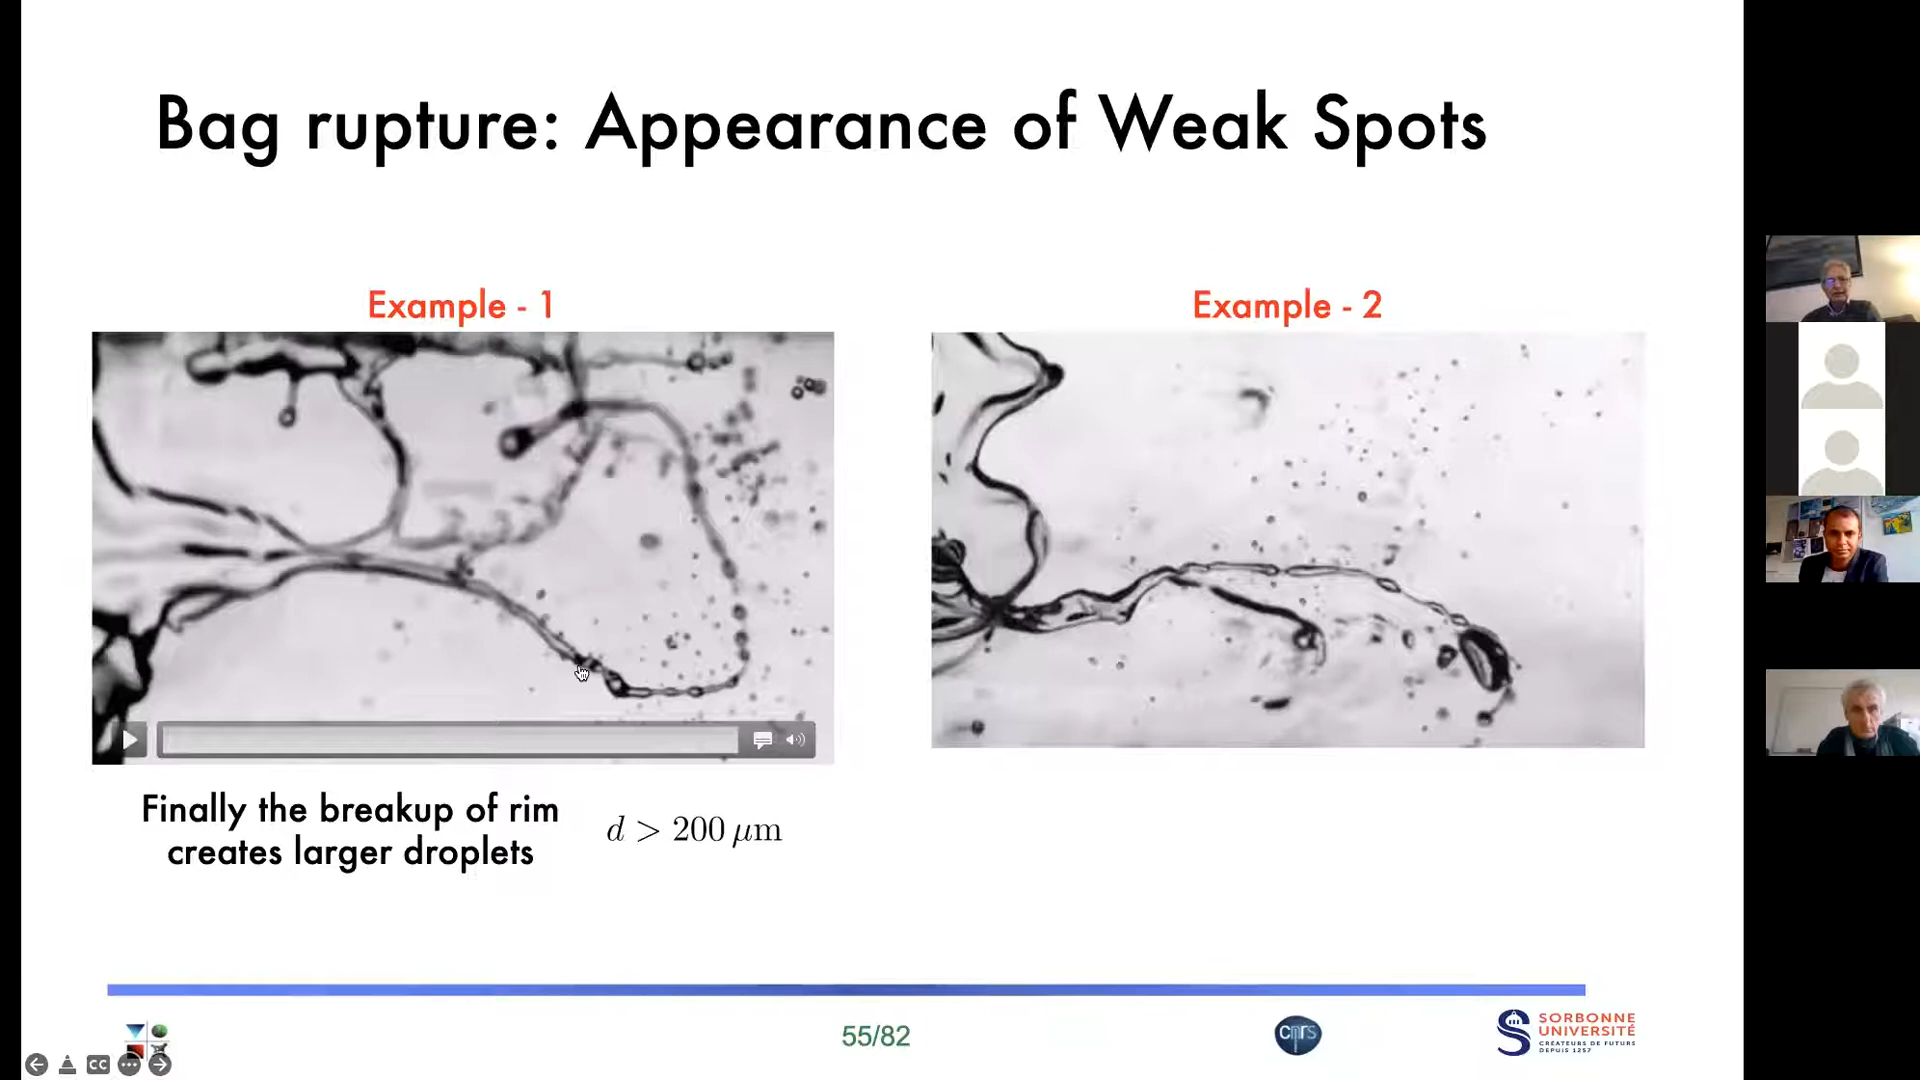 Bag rupture: Appearance of Weak Spots
Example - 1
Example - 2
Finally the breakup of rim
creates larger droplets
d > 200 μm
55/82
cnrs
SORBONNE
UNIVERSITÉ
CRÉATEURS DE FUTURS
DEPUIS 1257
CC